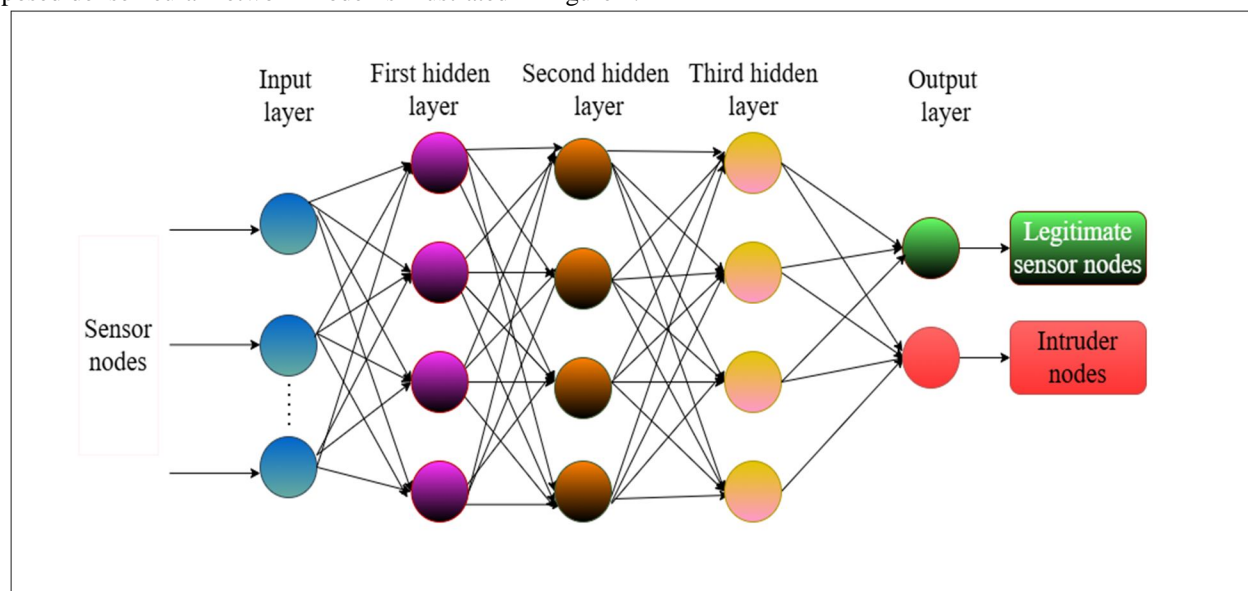 Input
layer
First hidden
layer
Second hidden
layer
Third hidden
layer
Output
layer
Sensor
nodes
Legitimate
sensor nodes
Intruder
nodes